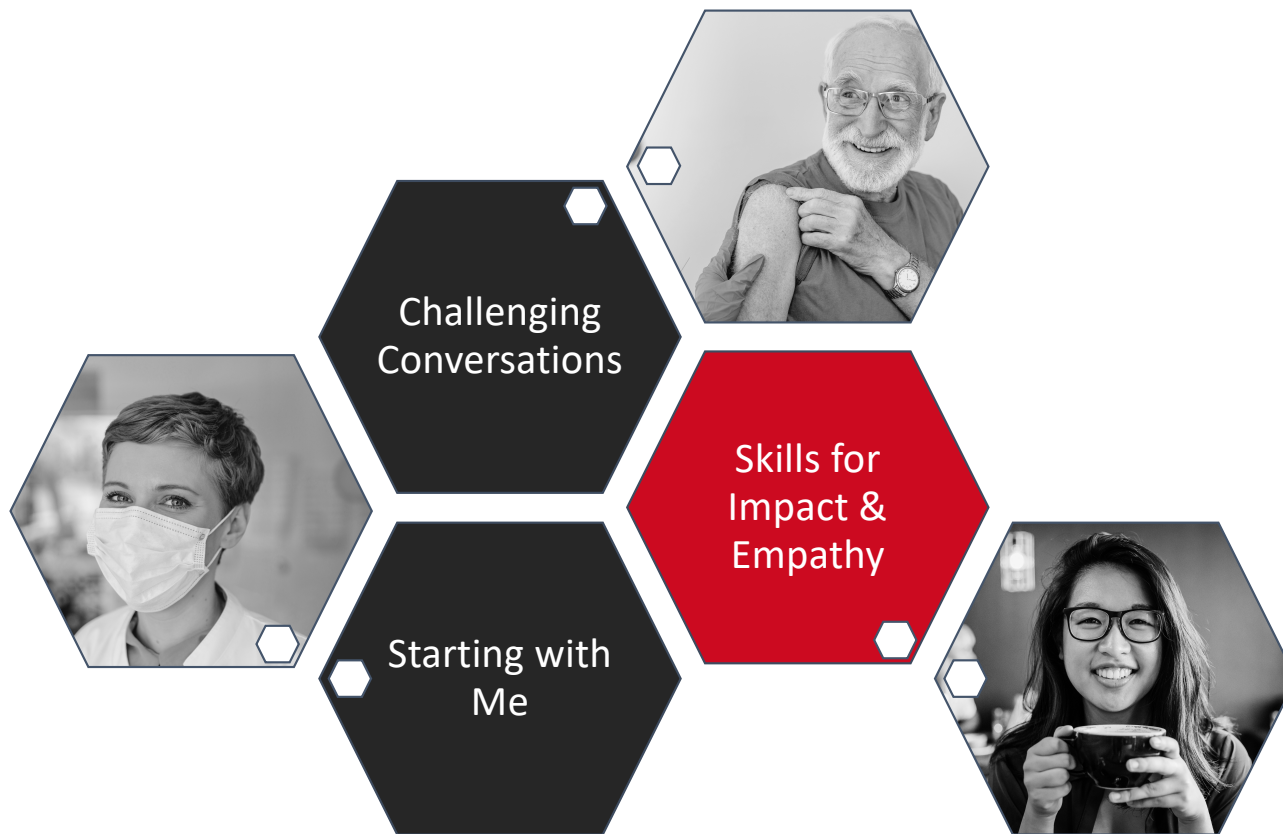 Challenging
Conversations
Skills for
Impact &
Empathy
Starting with
Me